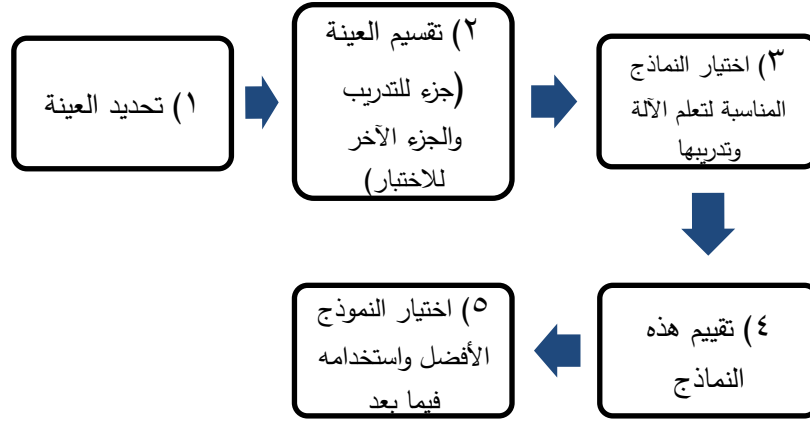 ١) تحديد العينة
٢) تقسيم العينة
(جزء للتدريب
والجزء الآخر
للاختبار)
٣) اختيار النماذج
المناسبة لتعلم الآلة
وتدريبها
٤) تقييم هذه
النماذج
٥) اختيار النموذج
الأفضل واستخدامه
فيما بعد